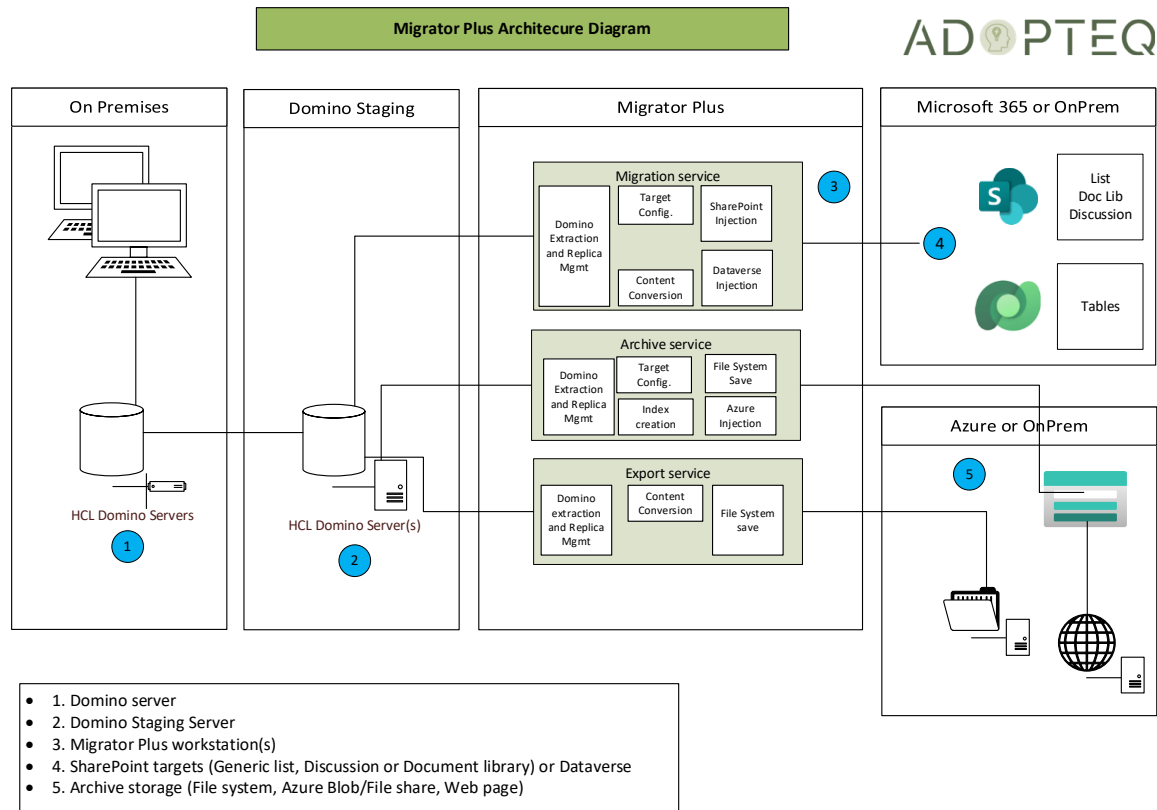 Migrator Plus Architecure Diagram
ADOPTEQ
On Premises
HCL Domino Servers
1
Domino Staging
HCL Domino Server(s)
2
Migrator Plus
3
Migration service
Domino
Extraction
and Replica
Mgmt
Target
Config.
SharePoint
Injection
Content
Conversion
Dataverse
Injection
Archive service
Domino
Extraction
and Replica
Mgmt
Target
Config.
File System
Save
Index
creation
Azure
Injection
Export service
Domino
extraction
and Replica
Mgmt
Content
Conversion
File System
save
Microsoft 365 or OnPrem
4
S
List
Doc Lib
Discussion
Tables
Azure or OnPrem
5
• 1. Domino server
• 2. Domino Staging Server
• 3. Migrator Plus workstation(s)
• 4. SharePoint targets (Generic list, Discussion or Document library) or Dataverse
• 5. Archive storage (File system, Azure Blob/File share, Web page)